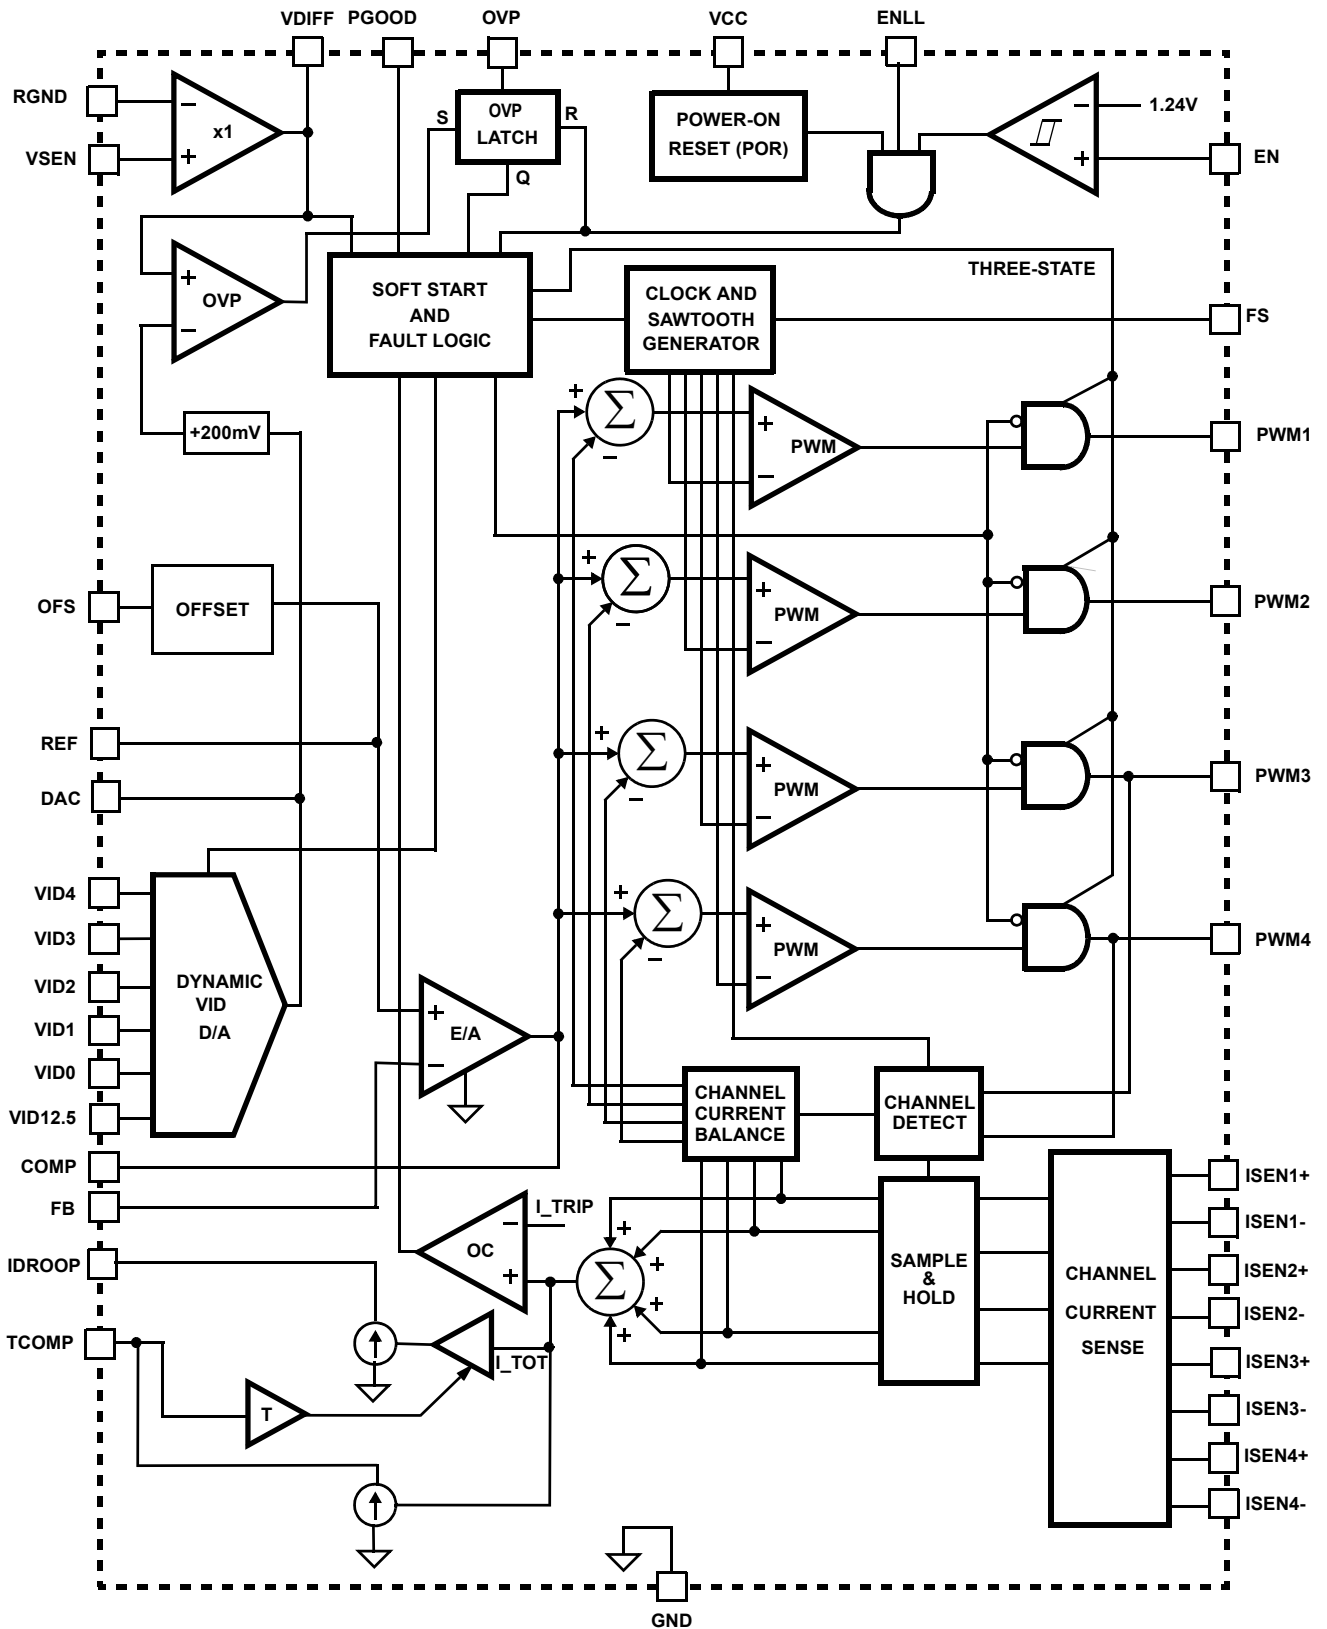 VDIFF PGOOD OVP VCC ENLL
RGND
VSEN
−
x1
+
S
OVP
LATCH
R
Q
POWER-ON
RESET (POR)
−
1.24V
+
EN
+
OVP
−
SOFT START
AND
FAULT LOGIC
CLOCK AND
SAWTOOTH
GENERATOR
THREE-STATE
FS
+200mV
+
Σ
−
+
PWM
−
PWM1
OFS
OFFSET
+
Σ
−
+
PWM
−
PWM2
REF
DAC
+
Σ
−
+
PWM
−
PWM3
VID4
VID3
VID2
VID1
VID0
VID12.5
DYNAMIC
VID
D/A
+
Σ
−
+
PWM
−
PWM4
+
E/A
−
CHANNEL
CURRENT
BALANCE
CHANNEL
DETECT
COMP
FB
IDROOP
TCOMP
I_TRIP
−
OC
+
I_TOT
T
+
+
Σ
+
+
SAMPLE
&
HOLD
CHANNEL
CURRENT
SENSE
ISEN1+
ISEN1-
ISEN2+
ISEN2-
ISEN3+
ISEN3-
ISEN4+
ISEN4-
GND